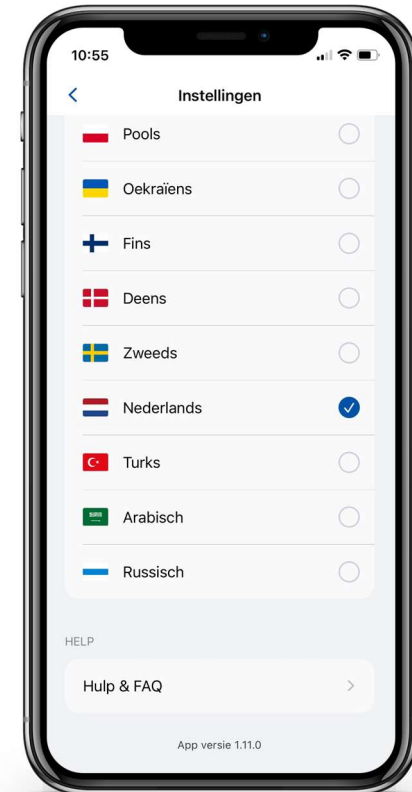 10:55
Instellingen
Pools
Oekraïens
Fins
Deens
Zweeds
Nederlands
Turks
Arabisch
Russisch
HELP
Hulp & FAQ
App versie 1.11.0